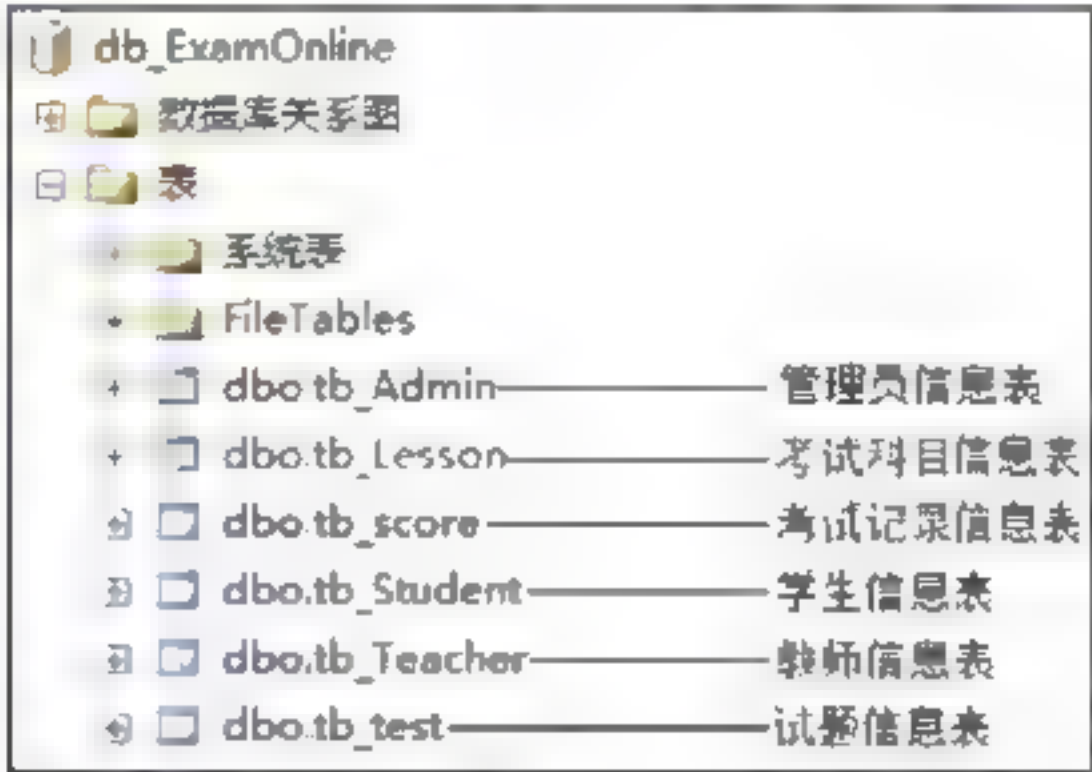 db_ExamOnline
数据库关系图
表
系统表
FileTables
dbo.tb_Admin 管理员信息表
dbo.tb_Lesson 考试科目信息表
dbo.tb_score 考试记录信息表
dbo.tb_Student 学生信息表
dbo.tb_Teacher 教师信息表
dbo.tb_test 试题信息表